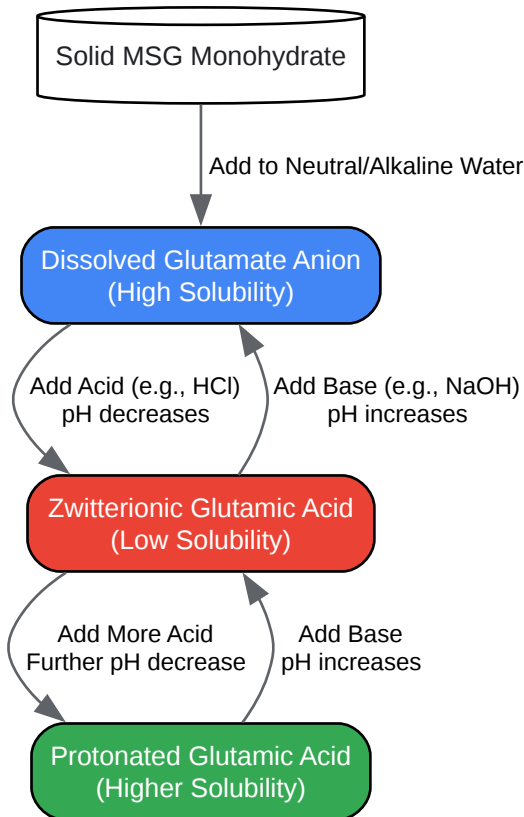 Solid MSG Monohydrate
Add to Neutral/Alkaline Water
Dissolved Glutamate Anion
(High Solubility)
Add Acid (e.g., HCl)
pH decreases
Add Base (e.g., NaOH)
pH increases
Zwitterionic Glutamic Acid
(Low Solubility)
Add More Acid
Further pH decrease
Add Base
pH increases
Protonated Glutamic Acid
(Higher Solubility)